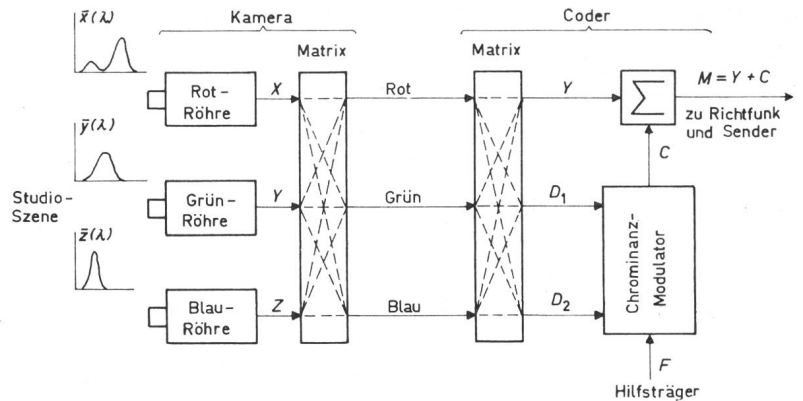 x̄(λ)
Kamera
Coder
Matrix
Matrix
Rot-
Röhre
X
Rot
Y
Σ
M = Y + C
zu Richtfunk
und Sender
ȳ(λ)
C
Studio-
Szene
Grün-
Röhre
Y
Grün
D₁
Chrominanz-
Modulator
z̄(λ)
Blau-
Röhre
Z
Blau
D₂
F
Hilfsträger